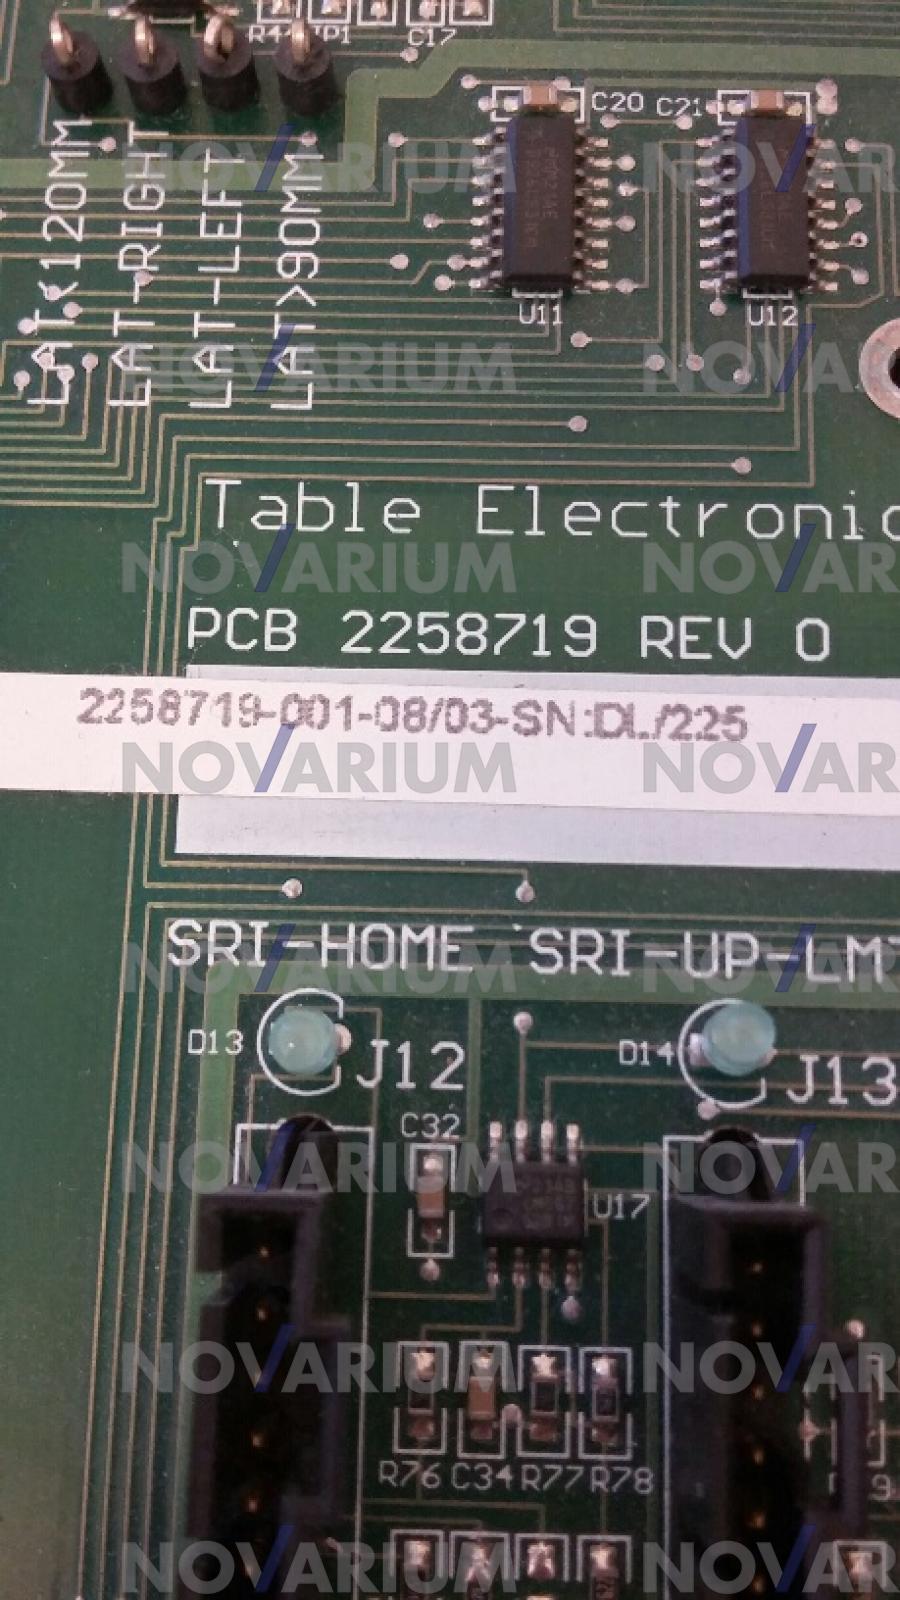 R44 JP1 C17
C20 C21
LAT<120MM
LAT-RIGHT
LAT-LEFT
LAT>90MM
U11 U12
Table Electronic
PCB 2258719 REV 0
2258719-001-08/03-SN:DL/225
SRI-HOME SRI-UP-LMT
D13 J12 D14 J13
C32
U17
R76 C34 R77 R78
NOVARIUM